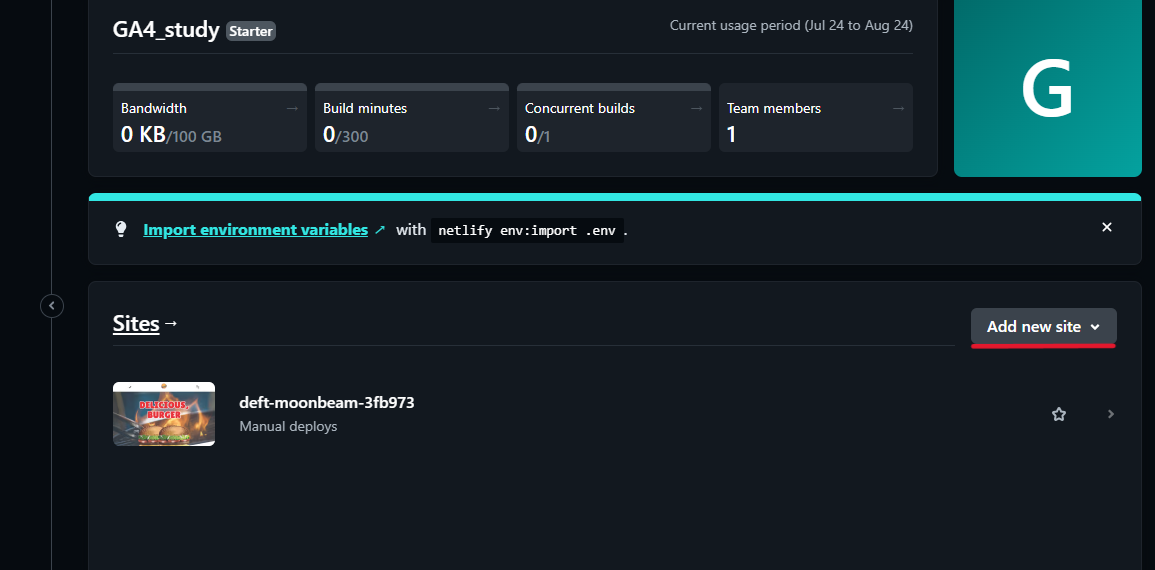 GA4_study Starter
Current usage period (Jul 24 to Aug 24)
G
Bandwidth →
0 KB/100 GB
Build minutes →
0/300
Concurrent builds →
0/1
Team members →
1
Import environment variables ↗ with netlify env:import .env .
Sites →
Add new site
DELICIOUS,
BURGER
deft-moonbeam-3fb973
Manual deploys